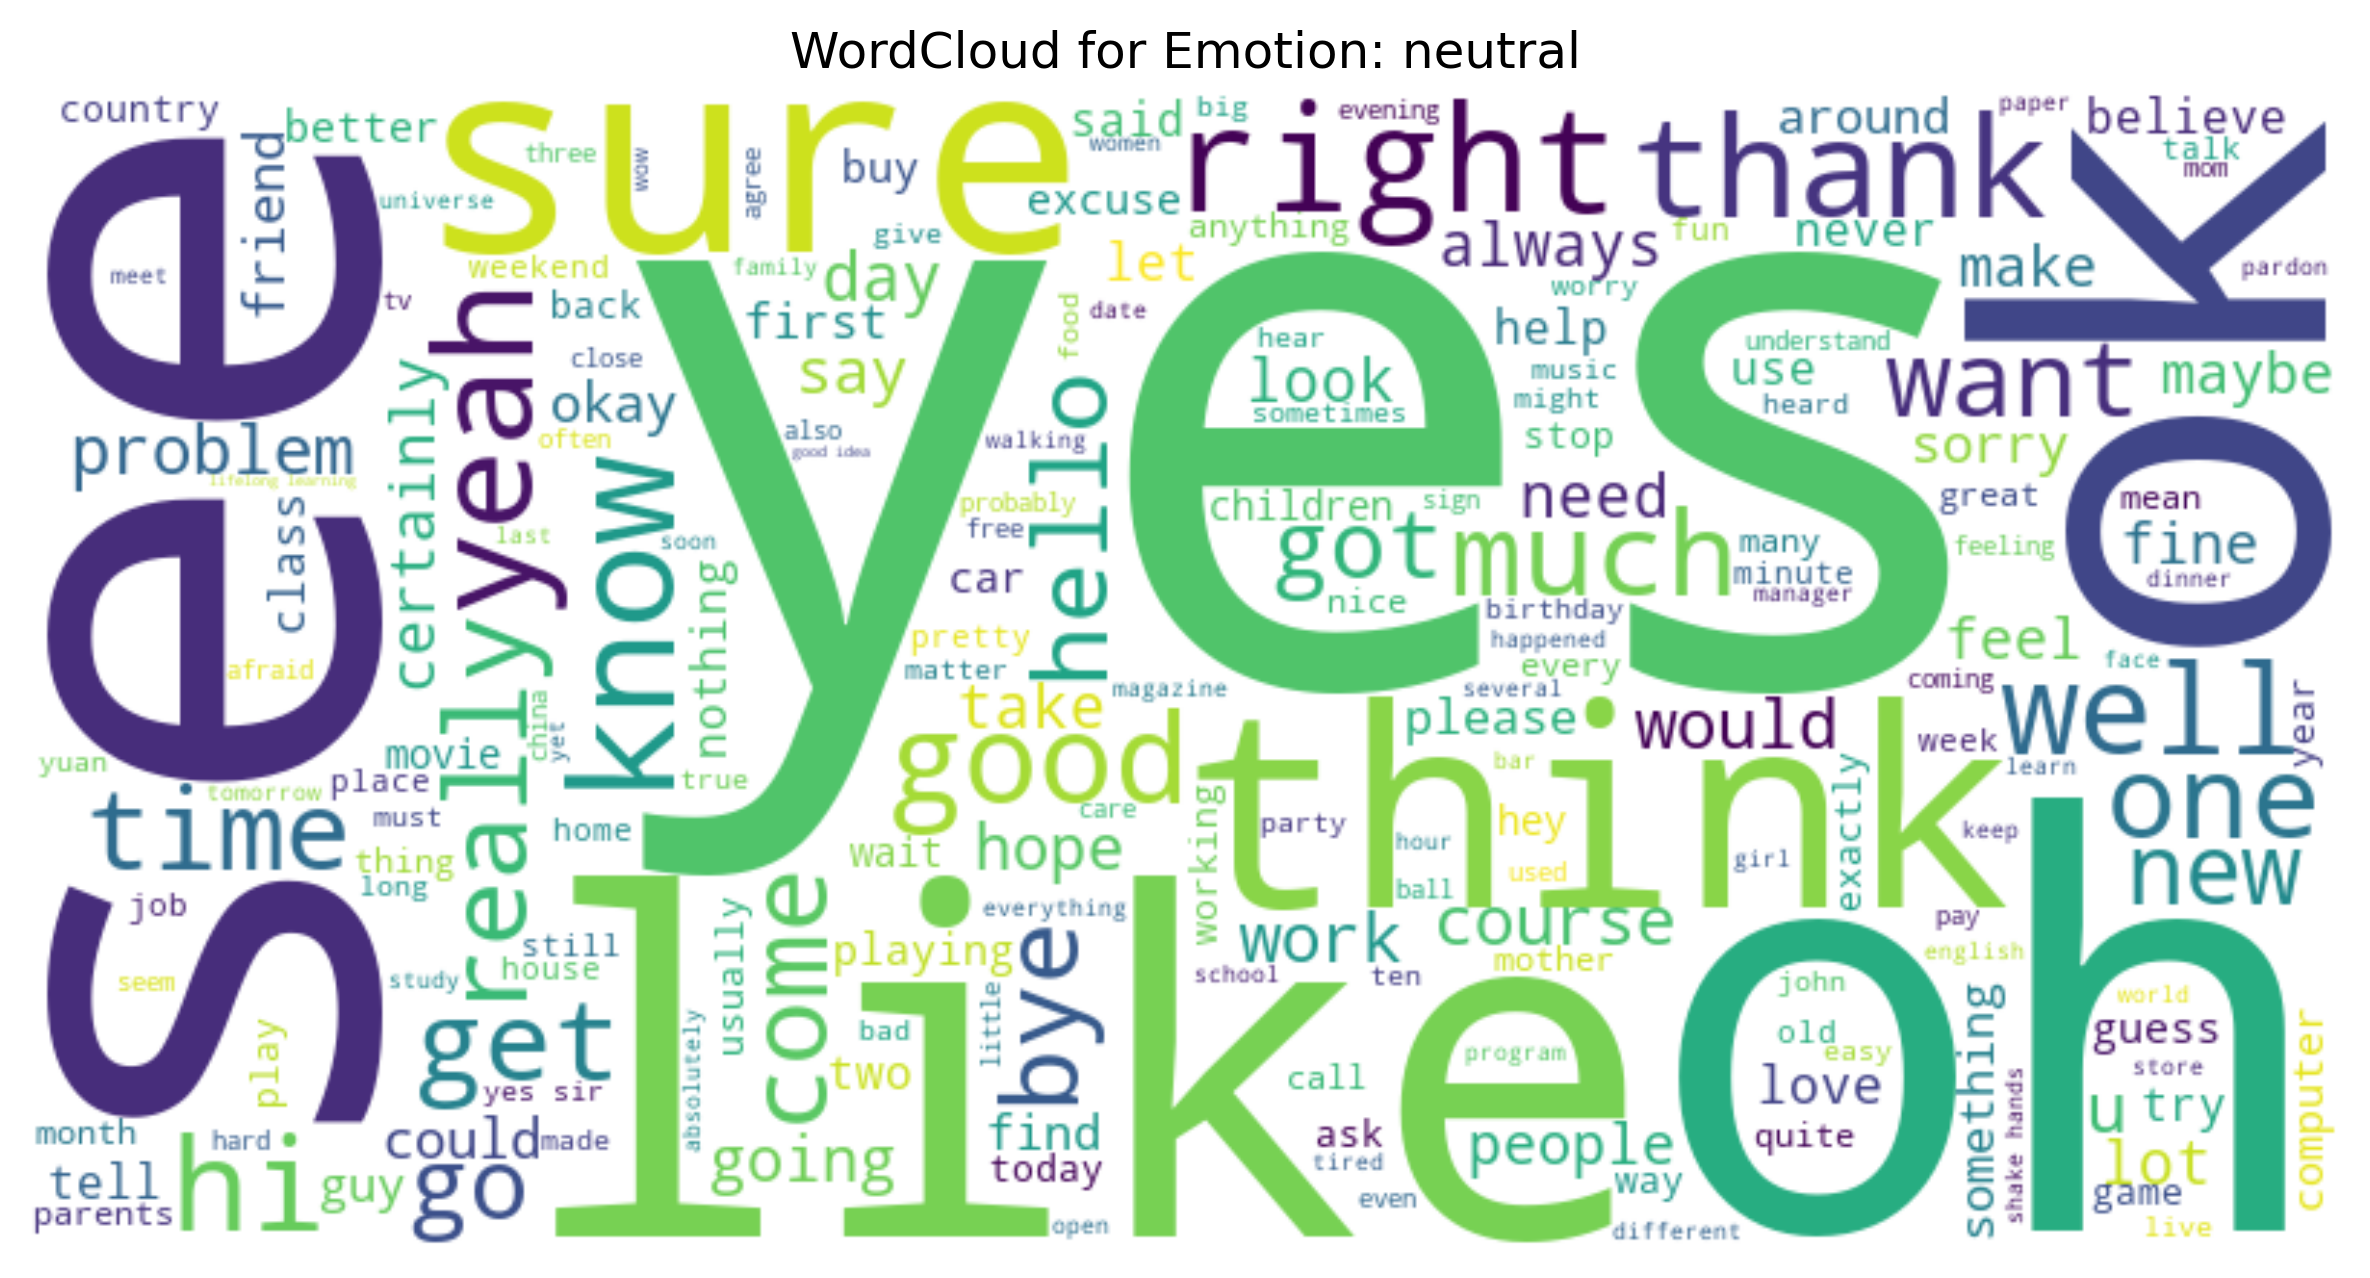 WordCloud for Emotion: neutral
country
better
sure
said
big
evening
right
thank
around
paper
believe
talk
mom
friend
three
wow
agree
buy
women
excuse
universe
see
meet
give
anything
always
fun
never
ok
make
pardon
weekend
family
day
let
tv
yeah
back
first
food
date
worry
help
yes
hear
understand
close
say
look
music
use
want
maybe
certainly
okay
hello
sometimes
might
heard
often
also
good idea
walking
stop
sorry
problem
lifelong learning
know
class
probably
children
sign
need
great
mean
last
soon
free
got
much
many
feeling
fine
nothing
car
nice
minute
manager
dinner
birthday
pretty
happened
feel
afraid
matter
every
face
really
china
yet
take
magazine
several
coming
well
year
yuan
movie
good
please
would
week
place
true
think
bar
learn
tomorrow
time
must
care
working
party
hey
exactly
keep
one
home
hope
hour
girl
thing
wait
new
long
used
ball
job
like
come
everything
course
pay
oh
usually
still
playing
bye
work
english
seem
study
house
school
ten
mother
john
something
world
play
get
absolutely
bad
little
old
guess
computer
yes sir
two
program
easy
store
call
love
shake hands
u
try
month
hard
could
made
find
ask
people
quite
tell
hi
guy
go
going
today
tired
way
lot
parents
even
game
open
different
live